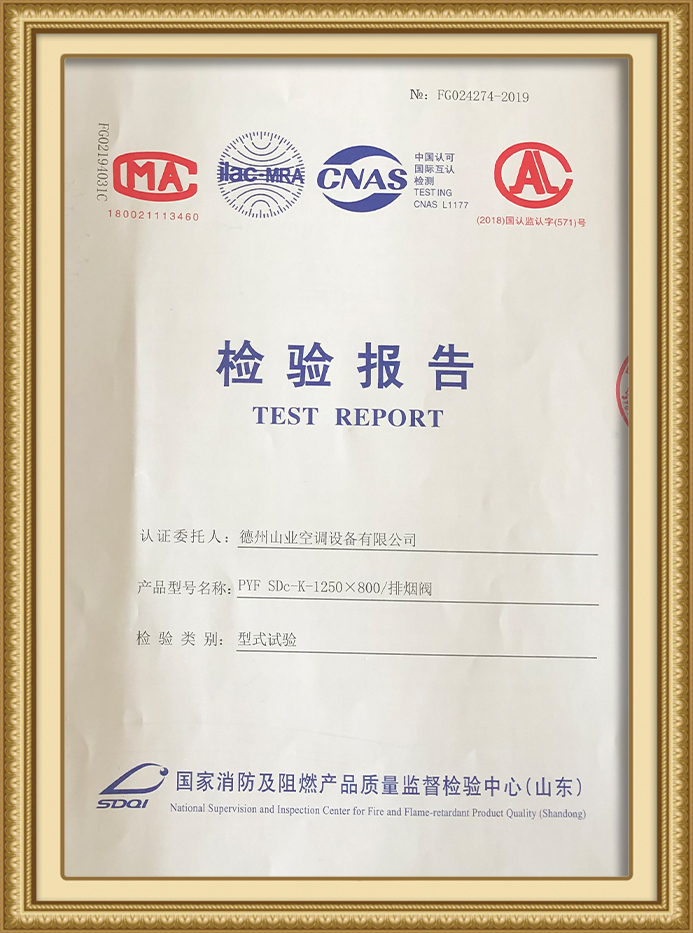 №: FG024274-2019
FG02194031C
CMA
180021113460
ilac-MRA
CNAS
中国认可
国际互认
检测
TESTING
CNAS L1177
CAL
(2018)国认监认字(571)号
检验报告
TEST REPORT
认证委托人: 德州山业空调设备有限公司
产品型号名称: PYF SDc-K-1250×800/排烟阀
检验类别: 型式试验
SDQI
国家消防及阻燃产品质量监督检验中心(山东)
National Supervision and Inspection Center for Fire and Flame-retardant Product Quality (Shandong)